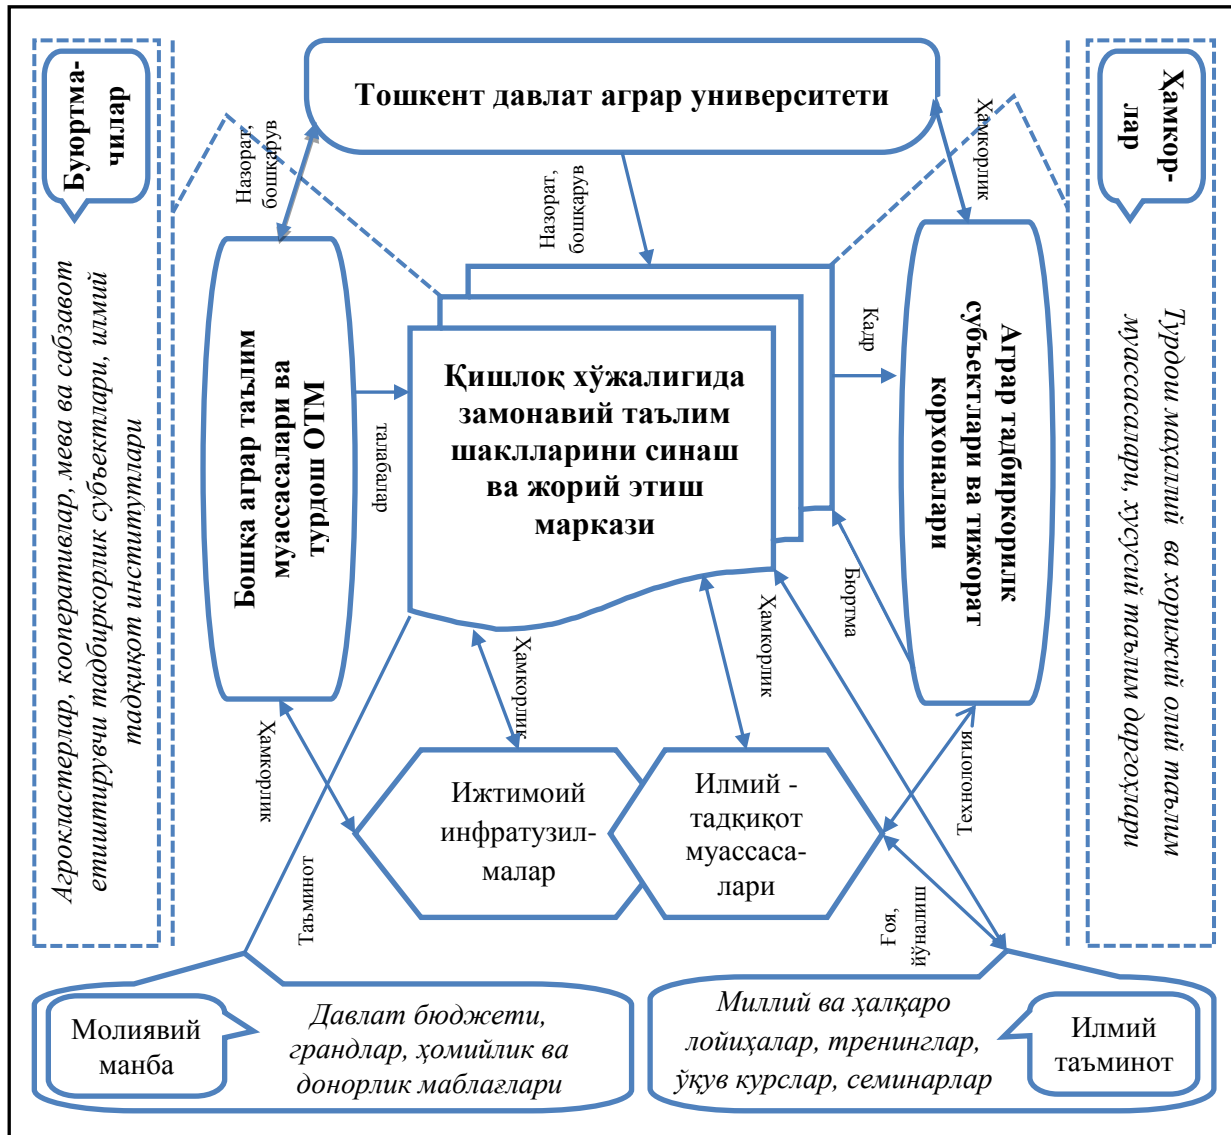 Буюртма-
чилар
Агрокластерлар, кооперативлар, мева ва сабзавот
етиштирувчи тадбиркорлик субъектлари, илмий
тадқиқот институтлари
Тошкент давлат аграр университети
Ҳамкор-
лар
Турдош маҳаллий ва хорижий олий таълим
муассасалари, хусусий таълим даргоҳлари
Назорат,
бошкарув
Назорат,
бошкарув
Ҳамкорлик
Бошқа аграр таълим
муассасалари ва
турдош ОТМ
талабалар
Қишлоқ хўжалигида
замонавий таълим
шаклларини синаш
ва жорий этиш
маркази
Кадр
Аграр тадбиркорилк
субъектлари ва тижорат
корхоналари
Бюртма
Ҳамкорлик
Ҳамкорлик
Ҳамкорлик
Технология
Ижтимоий
инфратузил-
малар
Илмий -
тадқиқот
муассаса-
лари
Таъминот
Ғоя,
йўналиш
Молиявий
манба
Давлат бюджети,
грандлар, ҳомийлик ва
донорлик маблағлари
Миллий ва ҳалқаро
лойиҳалар, тренинглар,
ўқув курслар, семинарлар
Илмий
таъминот